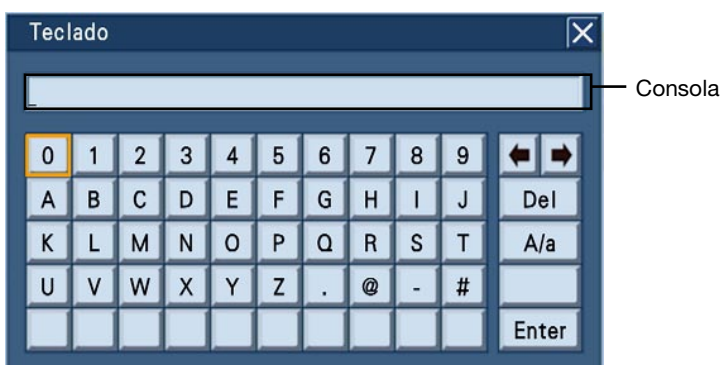 Teclado
Consola
0 1 2 3 4 5 6 7 8 9
A B C D E F G H I J Del
K L M N O P Q R S T A/a
U V W X Y Z . @ - #
Enter